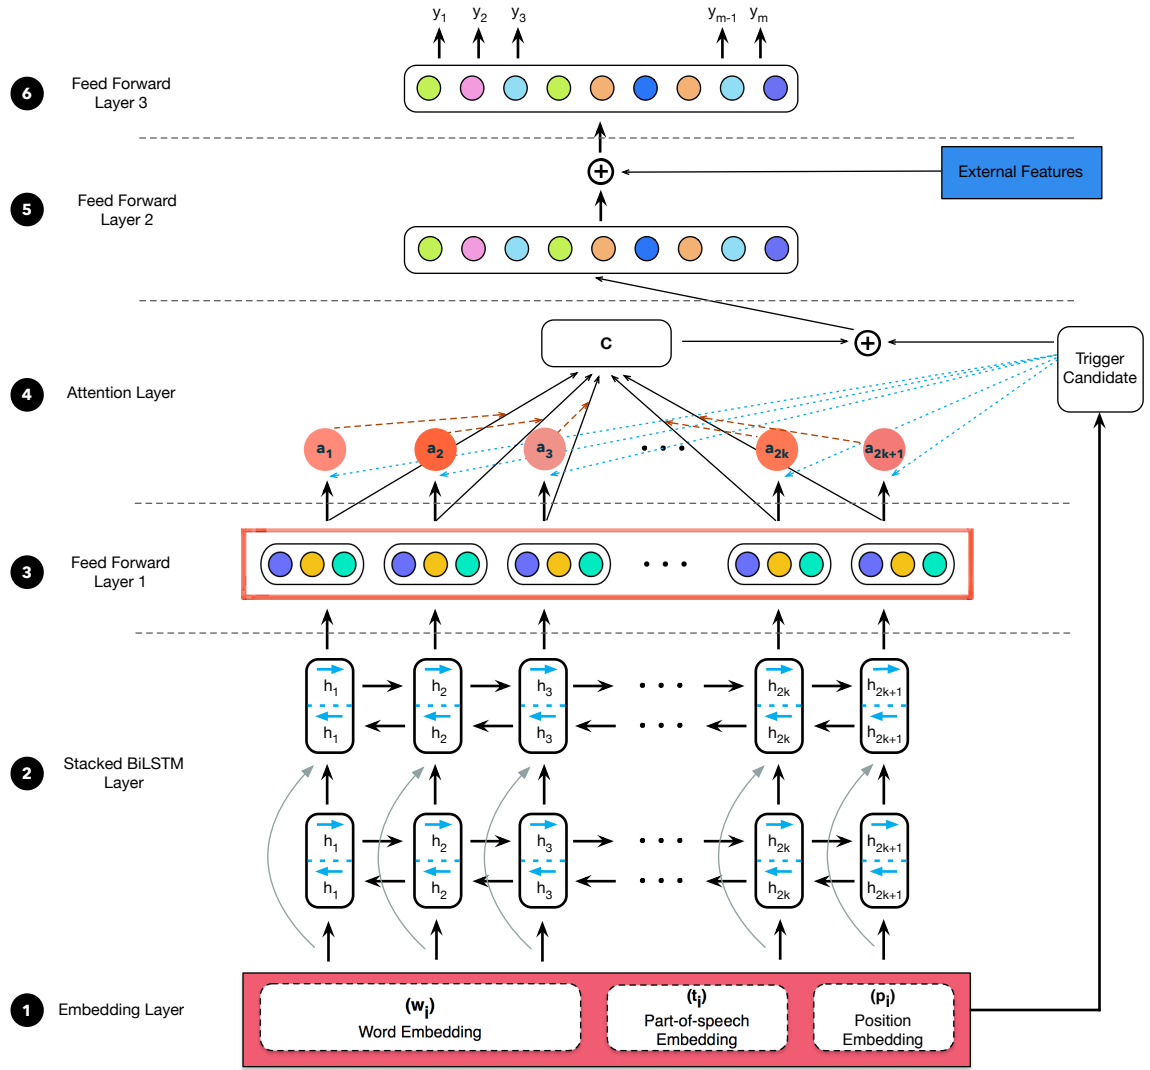 y1 y2 y3 ym-1 ym
6 Feed Forward
Layer 3
External Features
5 Feed Forward
Layer 2
+
+
C
Trigger
Candidate
4 Attention Layer
a1 a2 a3 . . . a2k a2k+1
3 Feed Forward
Layer 1
. . .
h1 h2 h3 . . . h2k h2k+1
h1 h2 h3 . . . h2k h2k+1
2 Stacked BiLSTM
Layer
h1 h2 h3 . . . h2k h2k+1
h1 h2 h3 . . . h2k h2k+1
1 Embedding Layer
(wi)
Word Embedding
(ti)
Part-of-speech
Embedding
(pi)
Position
Embedding